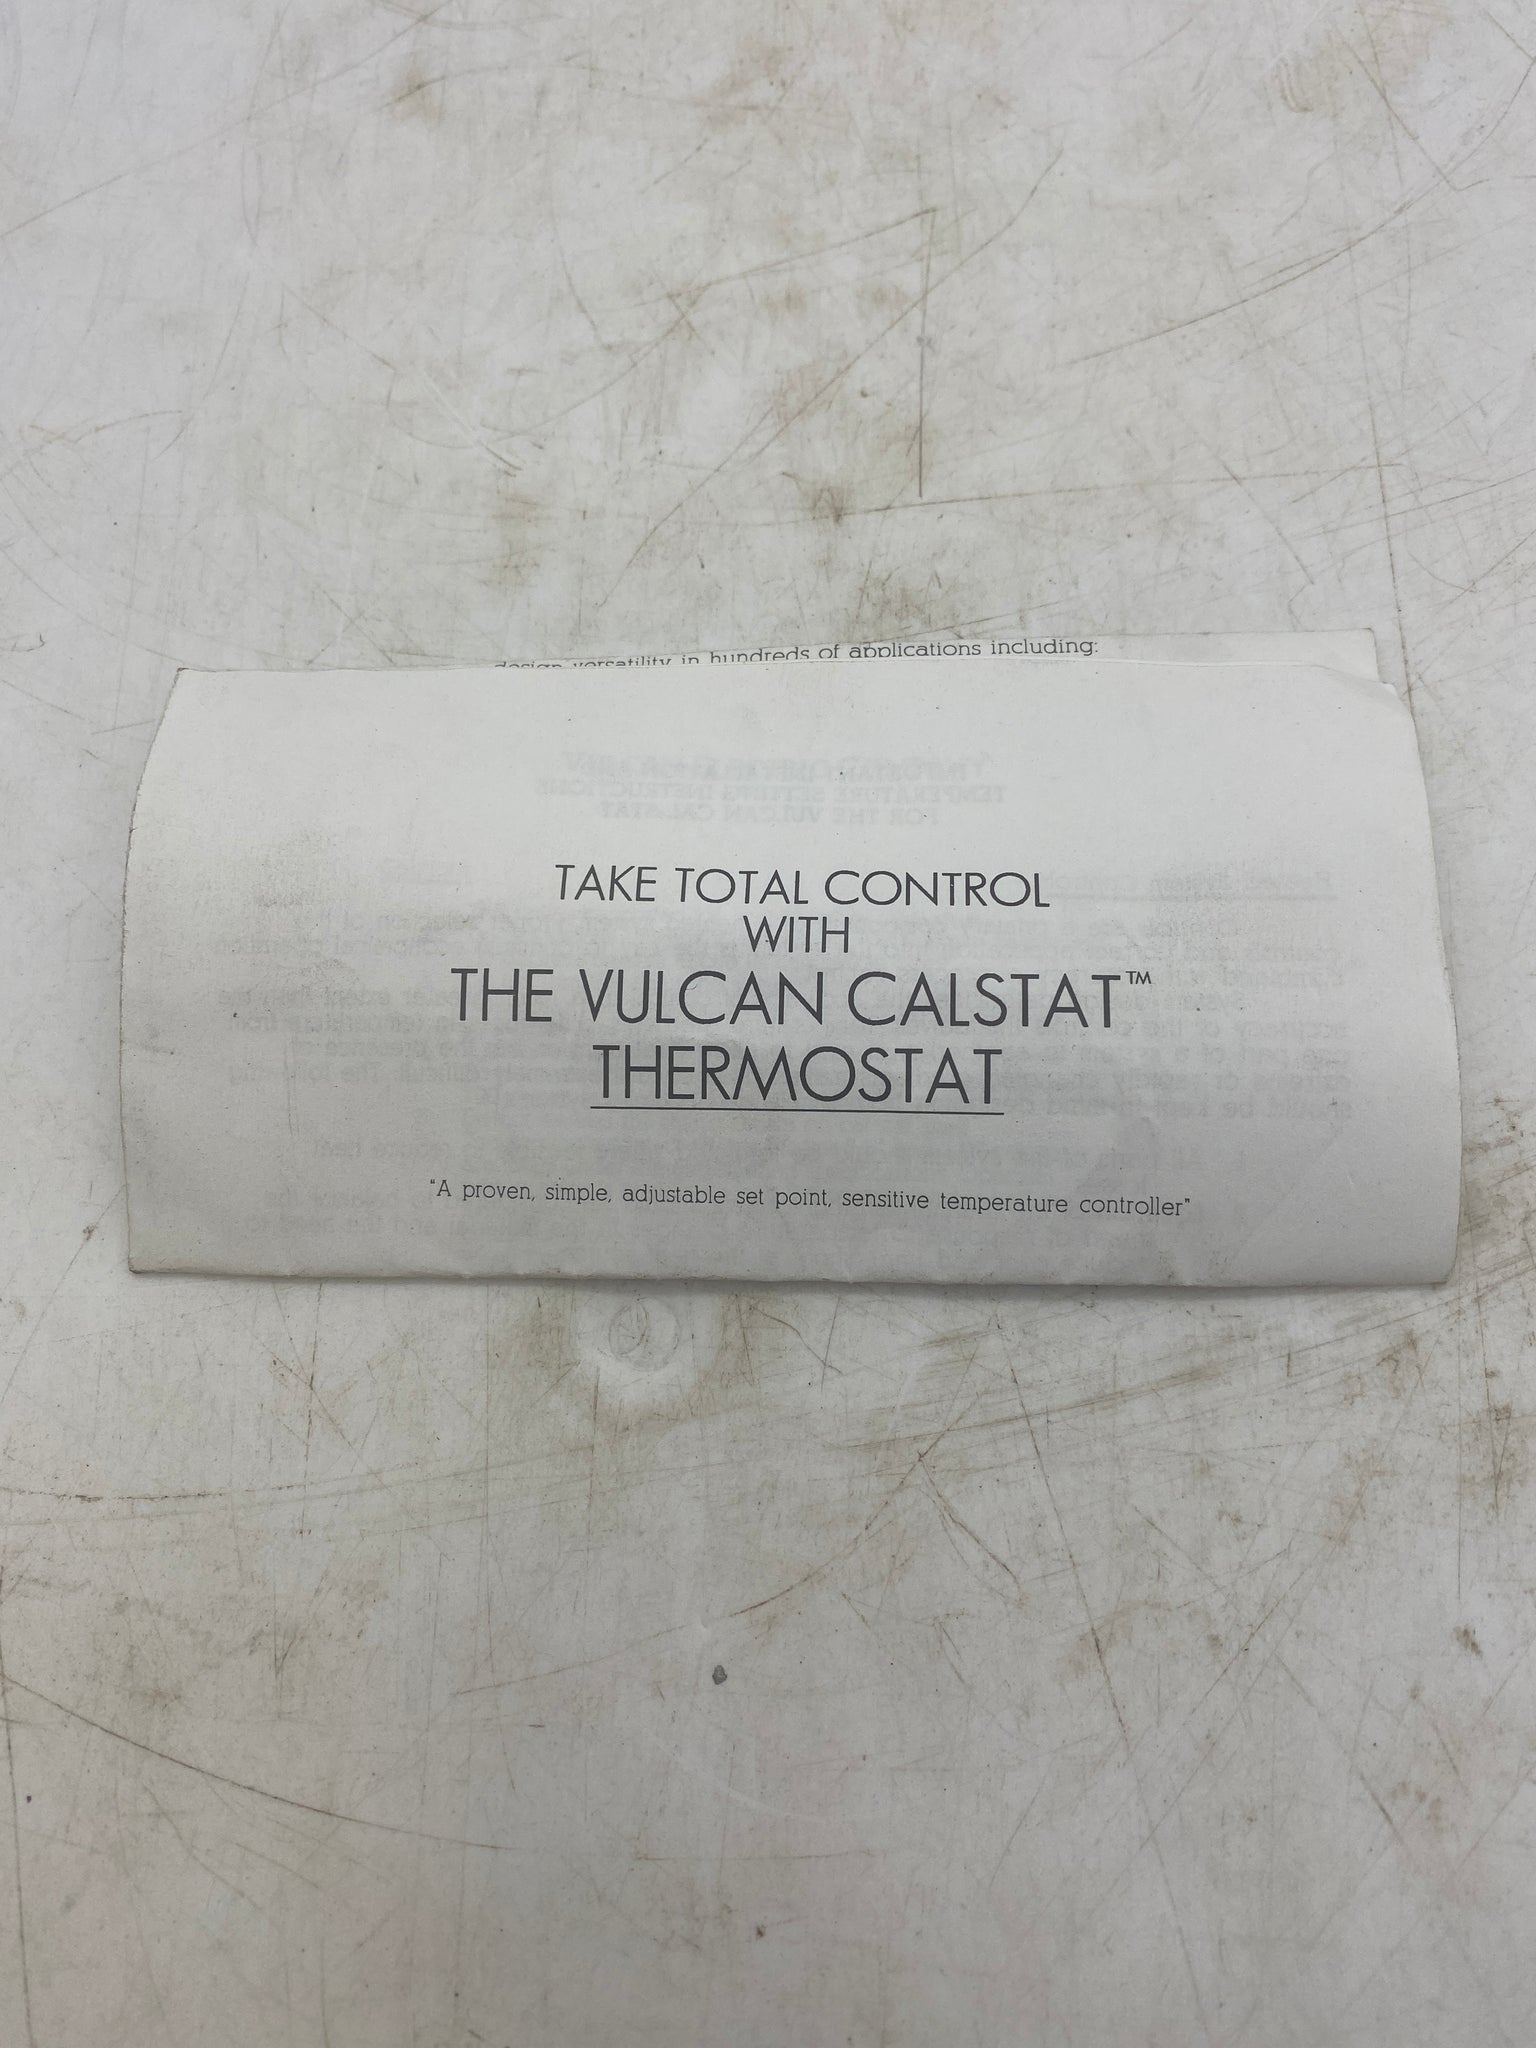 design versatility in hundreds of applications including:
TAKE TOTAL CONTROL
WITH
THE VULCAN CALSTAT™
THERMOSTAT
"A proven, simple, adjustable set point, sensitive temperature controller"